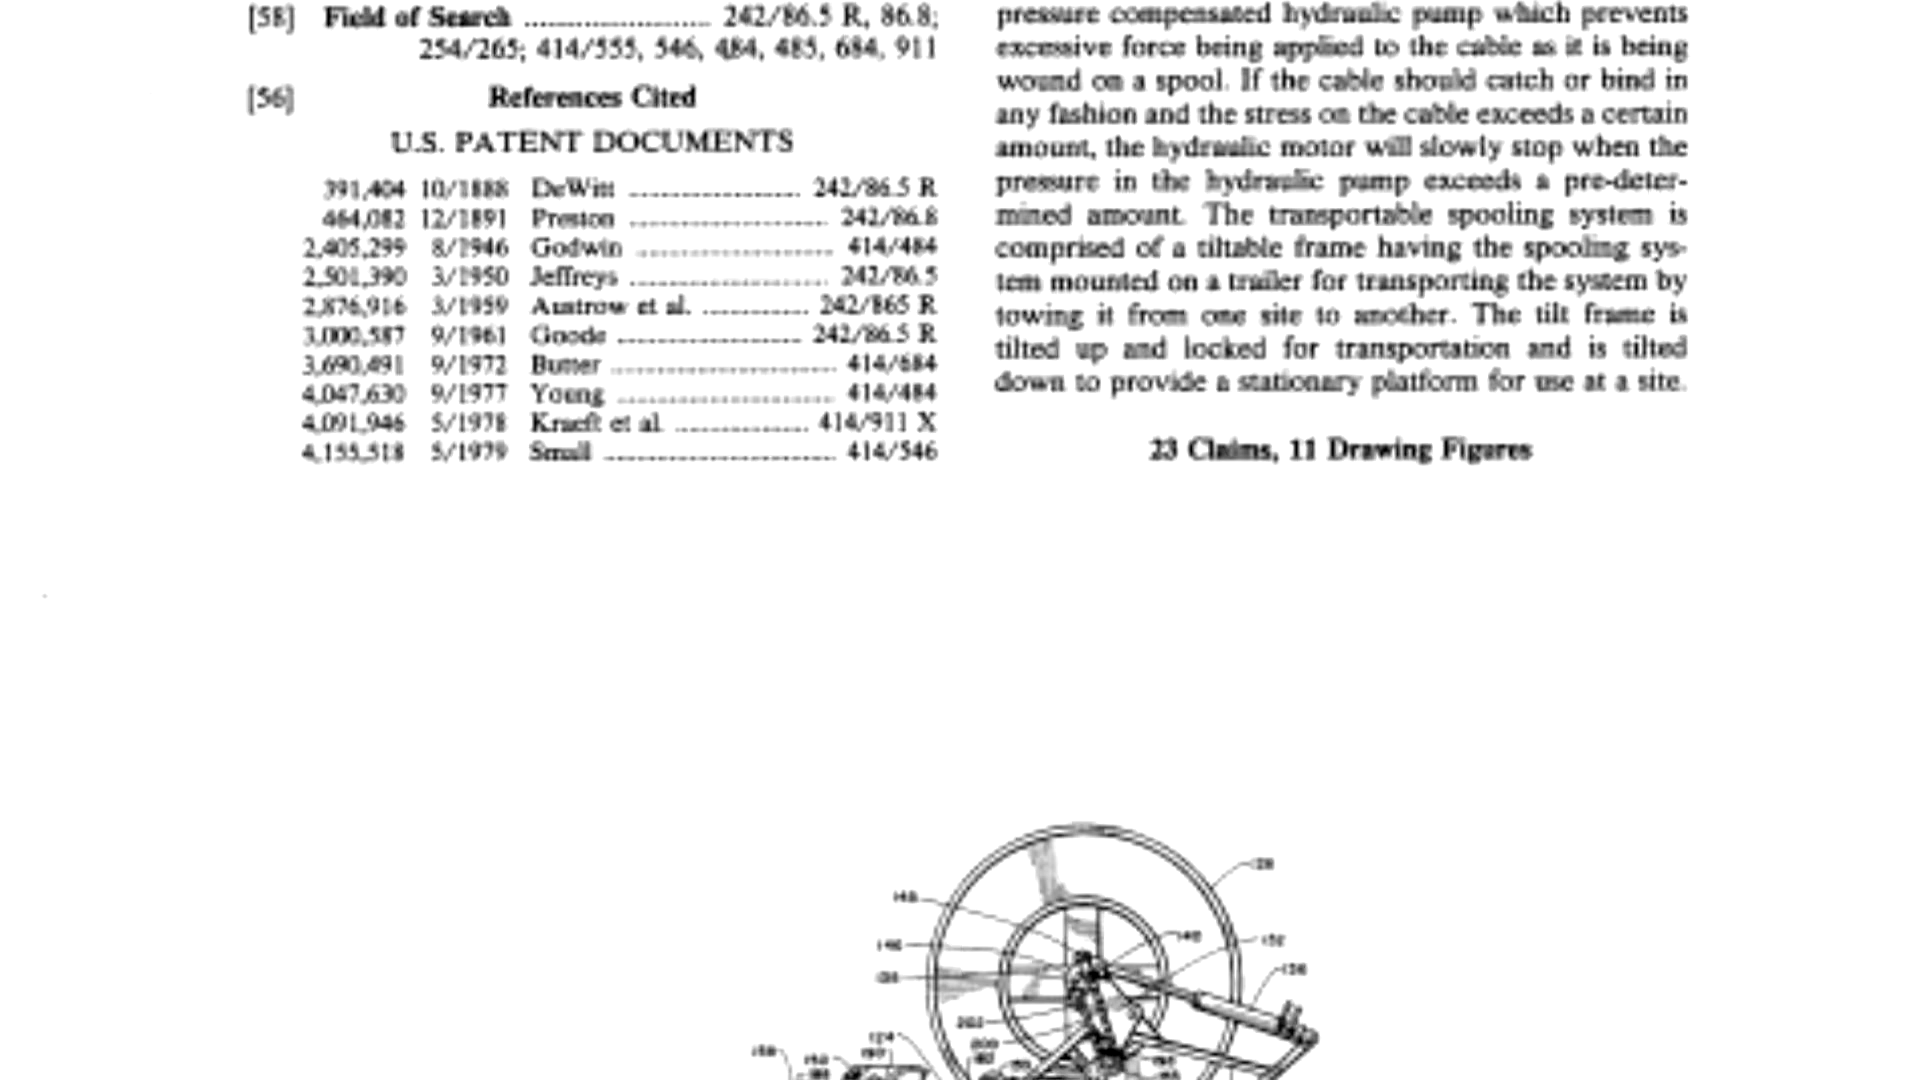 [58] Field of Search ........................ 242/86.5 R, 86.8;
254/265; 414/555, 546, 484, 485, 684, 911
[56] References Cited
U.S. PATENT DOCUMENTS
391,404 10/1888 DeWitt ........................ 242/86.5 R
464,082 12/1891 Preston ........................ 242/86.8
2,405,299 8/1946 Godwin ........................ 414/484
2,501,390 3/1950 Jeffreys ........................ 242/86.5
2,876,916 3/1959 Austrow et al. ............... 242/865 R
3,000,587 9/1961 Goode ........................ 242/86.5 R
3,690,491 9/1972 Butter ........................ 414/684
4,047,630 9/1977 Young ........................ 414/484
4,091,946 5/1978 Kraeft et al. .................. 414/911 X
4,155,518 5/1979 Small ........................ 414/546
pressure compensated hydraulic pump which prevents
excessive force being applied to the cable as it is being
wound on a spool. If the cable should catch or bind in
any fashion and the stress on the cable exceeds a certain
amount, the hydraulic motor will slowly stop when the
pressure in the hydraulic pump exceeds a pre-deter-
mined amount. The transportable spooling system is
comprised of a tiltable frame having the spooling sys-
tem mounted on a trailer for transporting the system by
towing it from one site to another. The tilt frame is
tilted up and locked for transportation and is tilted
down to provide a stationary platform for use at a site.
23 Claims, 11 Drawing Figures
148
146
140
152
202
200
124